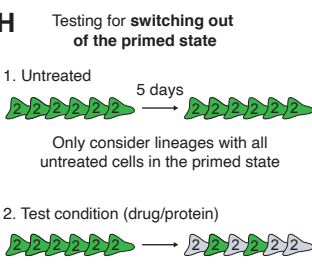 H
Testing for switching out
of the primed state
1. Untreated
5 days
2 2 2 2 2 2 2 2 2 2 2 2
Only consider lineages with all
untreated cells in the primed state
2. Test condition (drug/protein)
2 2 2 2 2 2 2 2 2 2 2 2